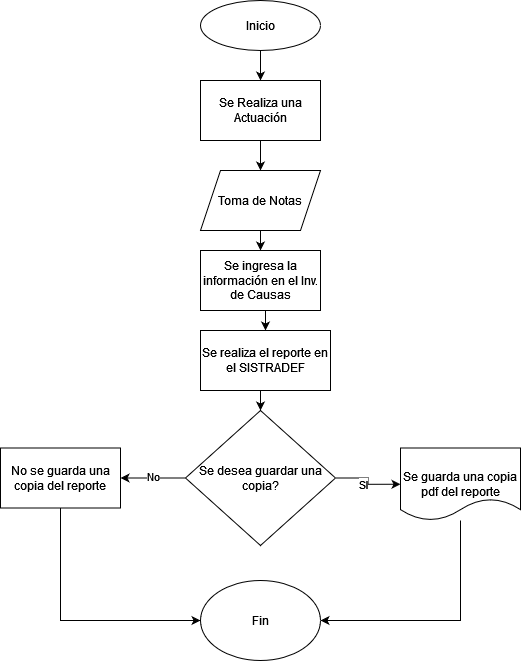 Inicio
Se Realiza una
Actuación
Toma de Notas
Se ingresa la
información en el Inv.
de Causas
Se realiza el reporte en
el SISTRADEF
Se desea guardar una
copia?
No
Si
No se guarda una
copia del reporte
Se guarda una copia
pdf del reporte
Fin